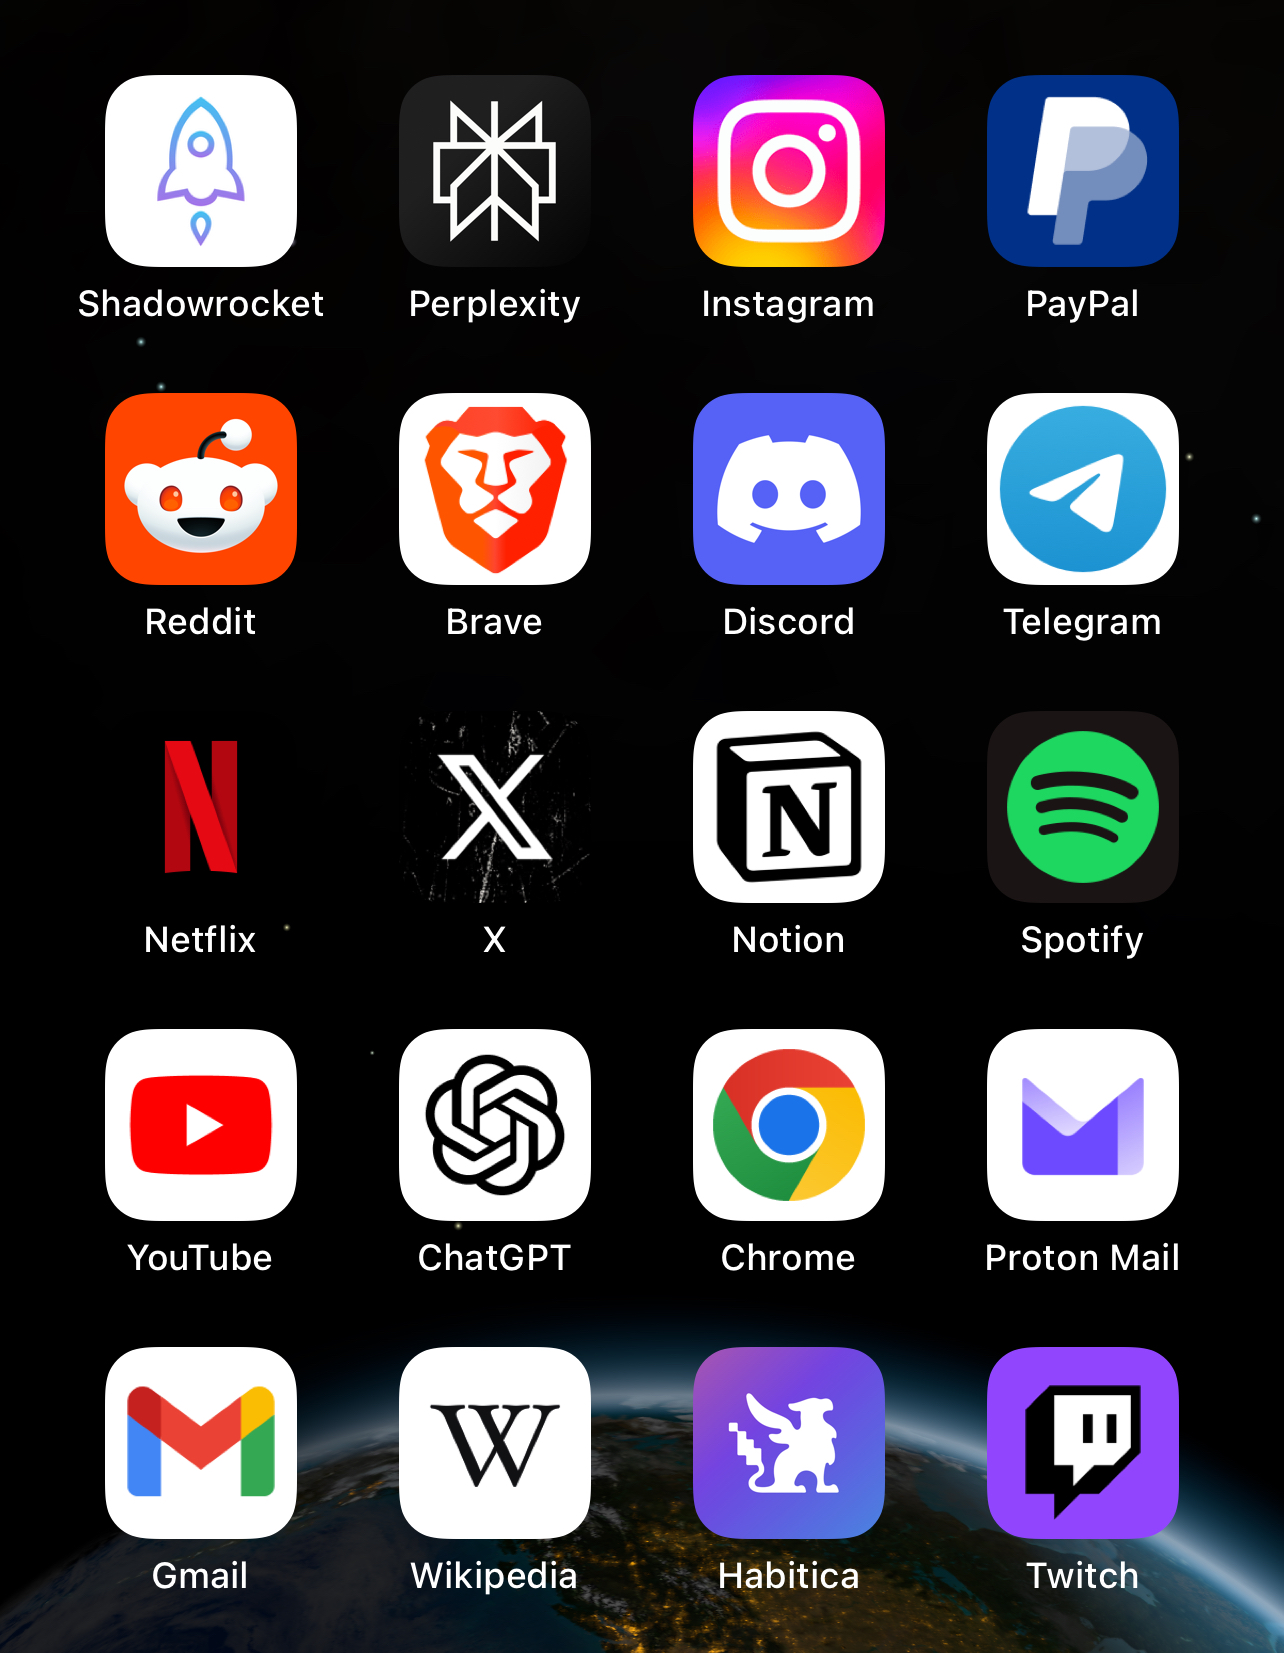 Shadowrocket
Perplexity
Instagram
PayPal
Reddit
Brave
Discord
Telegram
Netflix
X
Notion
Spotify
YouTube
ChatGPT
Chrome
Proton Mail
Gmail
Wikipedia
Habitica
Twitch